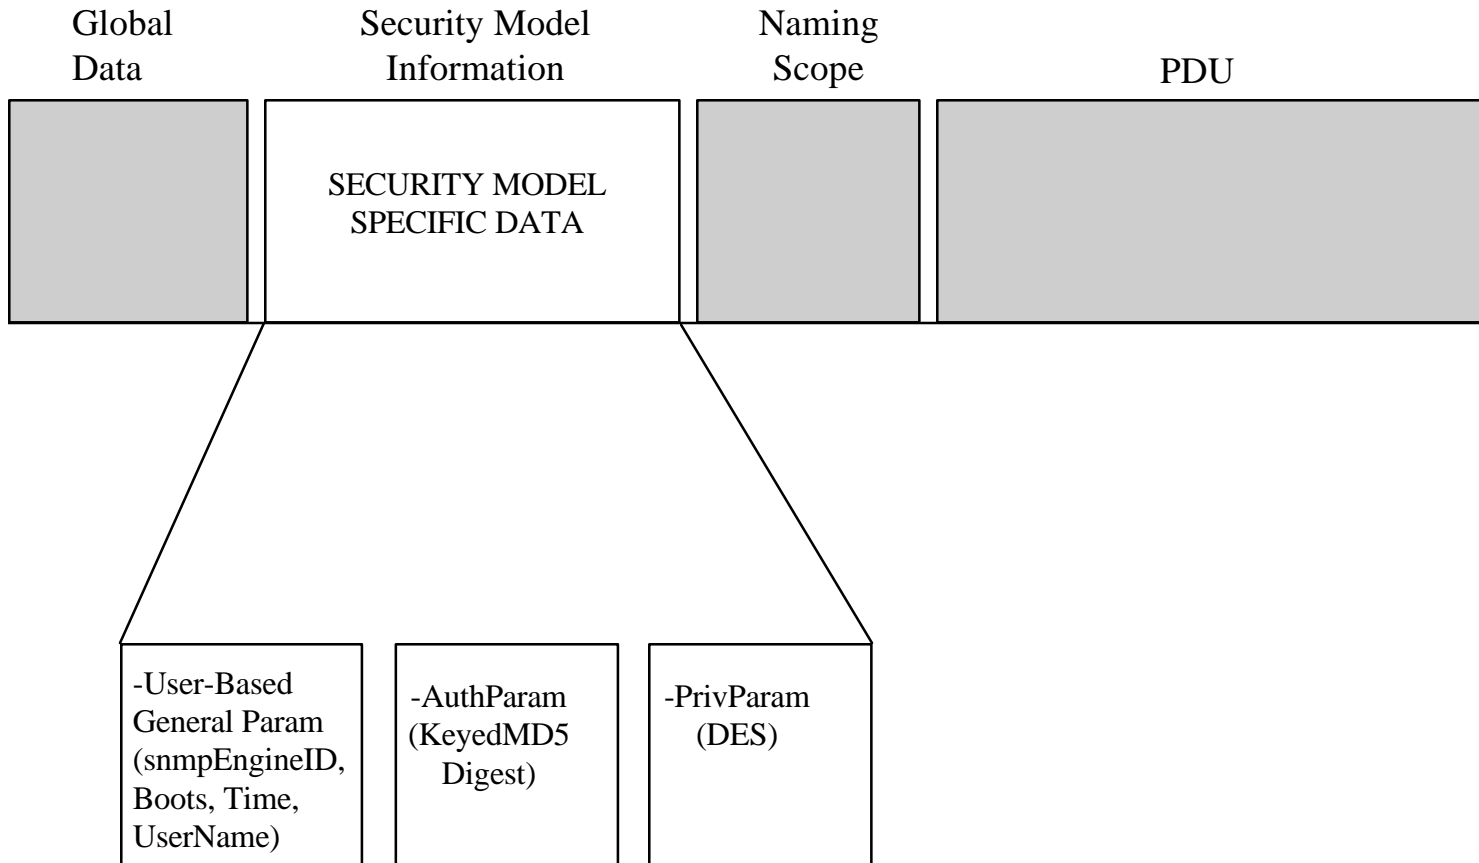 Global
Data
Security Model
Information
Naming
Scope
PDU
SECURITY MODEL
SPECIFIC DATA
-User-Based
General Param
(snmpEngineID,
Boots, Time,
UserName)
-AuthParam
(KeyedMD5
Digest)
-PrivParam
(DES)